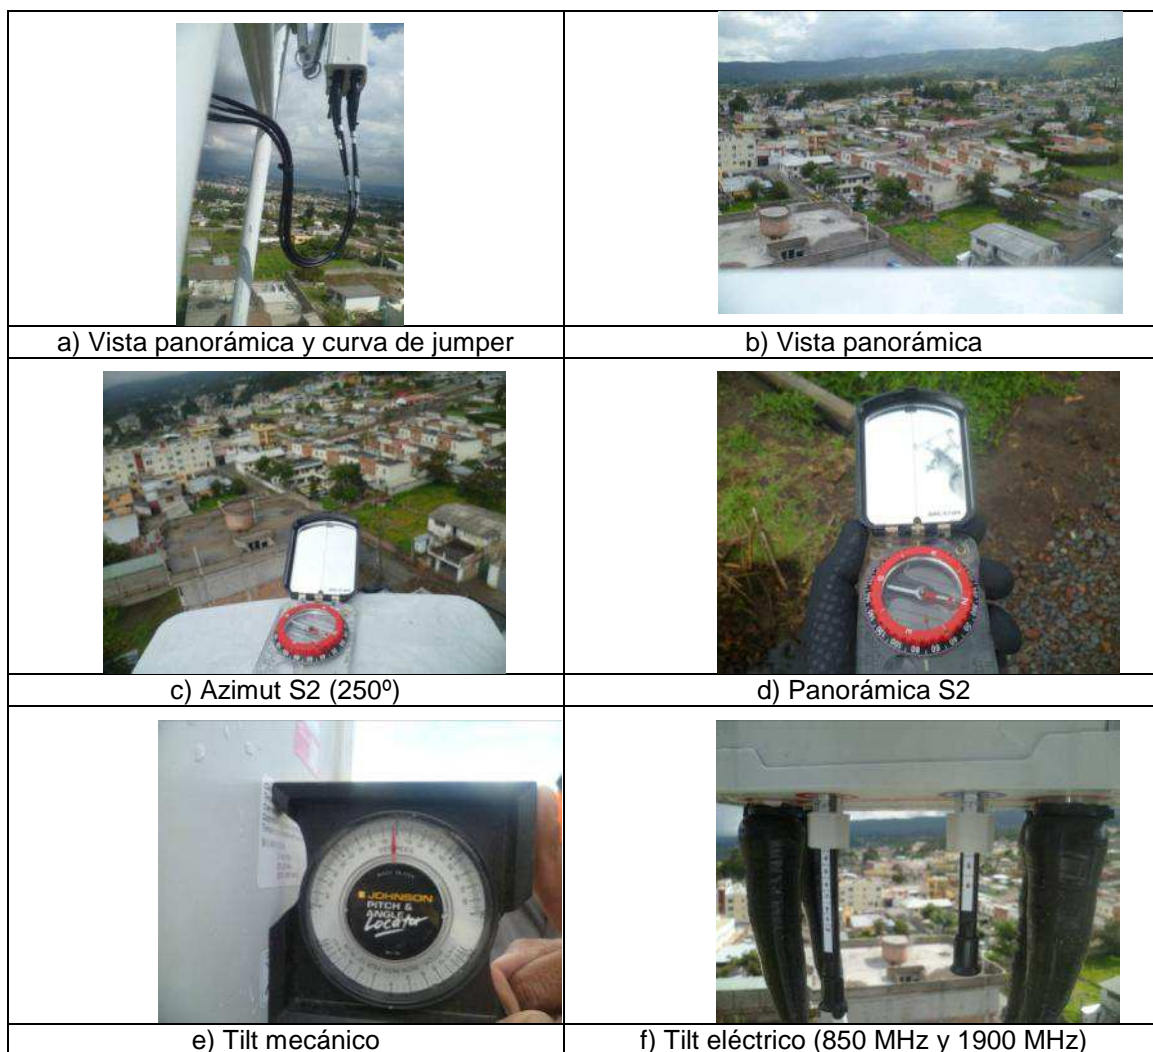 a) Vista panorámica y curva de jumper
b) Vista panorámica
c) Azimut S2 (250º)
d) Panorámica S2
JOHNSON
PITCH &
ANGLE
Locator
e) Tilt mecánico
f) Tilt eléctrico (850 MHz y 1900 MHz)